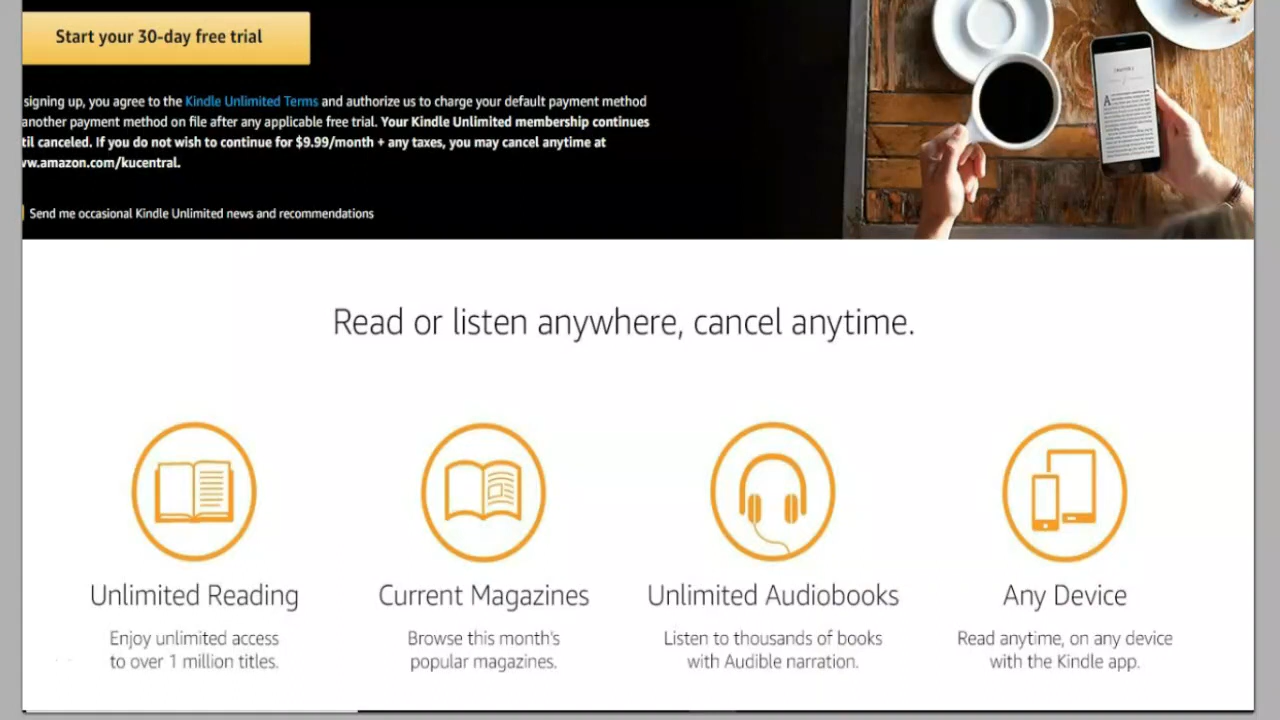 Start your 30-day free trial
signing up, you agree to the Kindle Unlimited Terms and authorize us to charge your default payment method
another payment method on file after any applicable free trial. Your Kindle Unlimited membership continues
til canceled. If you do not wish to continue for $9.99/month + any you may cancel anytime at
ww.amazon.com/kucentral.
Send me occasional Kindle Unlimited news and recommendations
Read or listen anywhere, cancel anytime.
Unlimited Reading
Enjoy unlimited access
to over 1 million titles.
Current Magazines
Browse this month's
popular magazines.
Unlimited Audiobooks
Listen to thousands of books
with Audible narration.
Any Device
Read anytime, on any device
with the Kindle app.